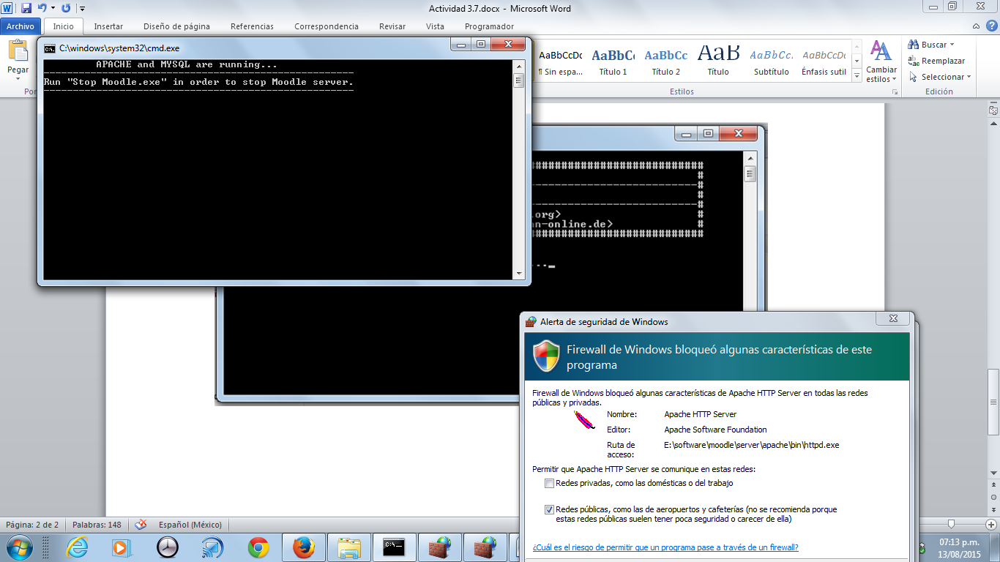 Actividad 3.7.docx - Microsoft Word
Archivo Inicio Insertar Diseño de página Referencias Correspondencia Revisar Vista Programador
Pegar
C:\windows\system32\cmd.exe
APACHE and MYSQL are running...
Run "Stop Moodle.exe" in order to stop Moodle server.
AaBbCcDc AaBbCc AaBbCc AaB AaBbCc. AaBbCcDc
¶ Sin espa... Título 1 Título 2 Título Subtítulo Énfasis sutil
Cambiar
estilos
Estilos
Buscar
Reemplazar
Seleccionar
Edición
###########################
#
-----------------------------#
#
-----------------------------#
.org> #
n-online.de> #
###########################
..._
Alerta de seguridad de Windows
Firewall de Windows bloqueó algunas características de este
programa
Firewall de Windows bloqueó algunas características de Apache HTTP Server en todas las redes
públicas y privadas.
Nombre: Apache HTTP Server
Editor: Apache Software Foundation
Ruta de E:\software\moodle\server\apache\bin\httpd.exe
acceso:
Permitir que Apache HTTP Server se comunique en estas redes:
Redes privadas, como las domésticas o del trabajo
Redes públicas, como las de aeropuertos y cafeterías (no se recomienda porque
estas redes públicas suelen tener poca seguridad o carecer de ella)
¿Cuál es el riesgo de permitir que un programa pase a través de un firewall?
Página: 2 de 2 Palabras: 148 Español (México)
07:13 p.m.
13/08/2015